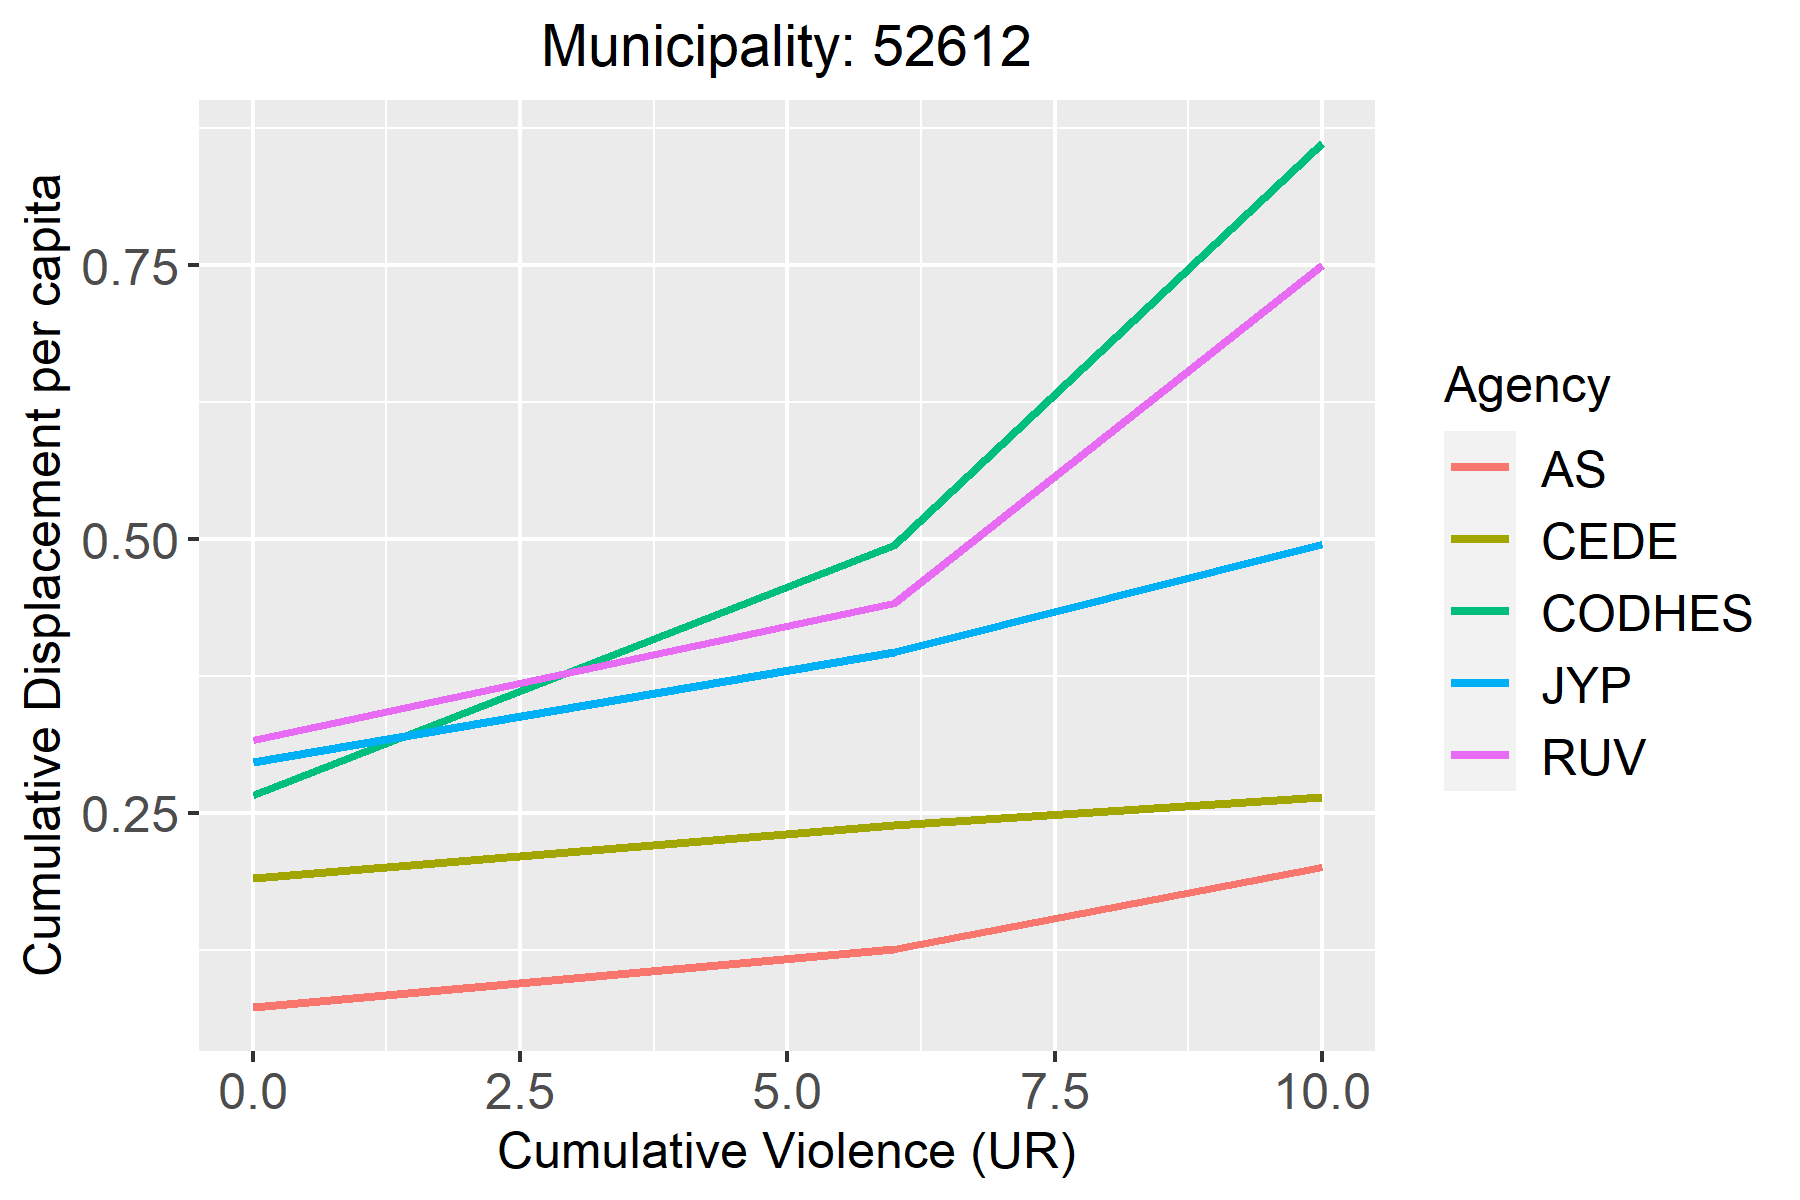 Municipality: 52612
Cumulative Displacement per capita
0.75
0.50
0.25
0.0 2.5 5.0 7.5 10.0
Cumulative Violence (UR)
Agency
AS
CEDE
CODHES
JYP
RUV